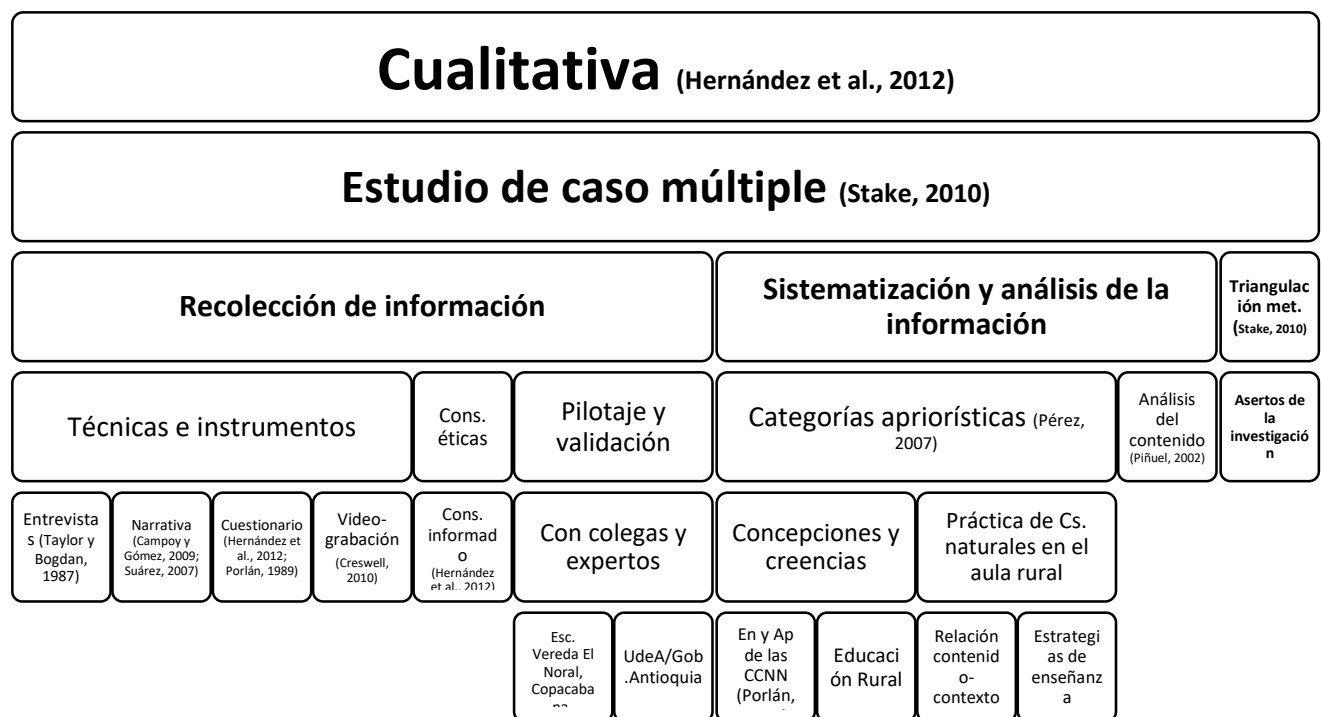 Cualitativa (Hernández et al., 2012)
Estudio de caso múltiple (Stake, 2010)
Recolección de información
Sistematización y análisis de la
información
Triangulac
ión met.
(Stake, 2010)
Técnicas e instrumentos
Cons.
éticas
Pilotaje y
validación
Categorías apriorísticas (Pérez,
2007)
Análisis
del
contenido
(Piñuel, 2002)
Asertos de
la
investigació
n
Entrevista
s (Taylor y
Bogdan,
1987)
Narrativa
(Campoy y
Gómez, 2009;
Suárez, 2007)
Cuestionario
(Hernández et
al., 2012;
Porlán, 1989)
Video-
grabación
(Creswell,
2010)
Cons.
informad
o
(Hernández
et al., 2012)
Con colegas y
expertos
Concepciones y
creencias
Práctica de Cs.
naturales en el
aula rural
Esc.
Vereda El
Noral,
Copacaba
UdeA/Gob
.Antioquia
En y Ap
de las
CCNN
(Porlán,
Educaci
ón Rural
Relación
contenid
o-
contexto
Estrategi
as de
enseñanz
a